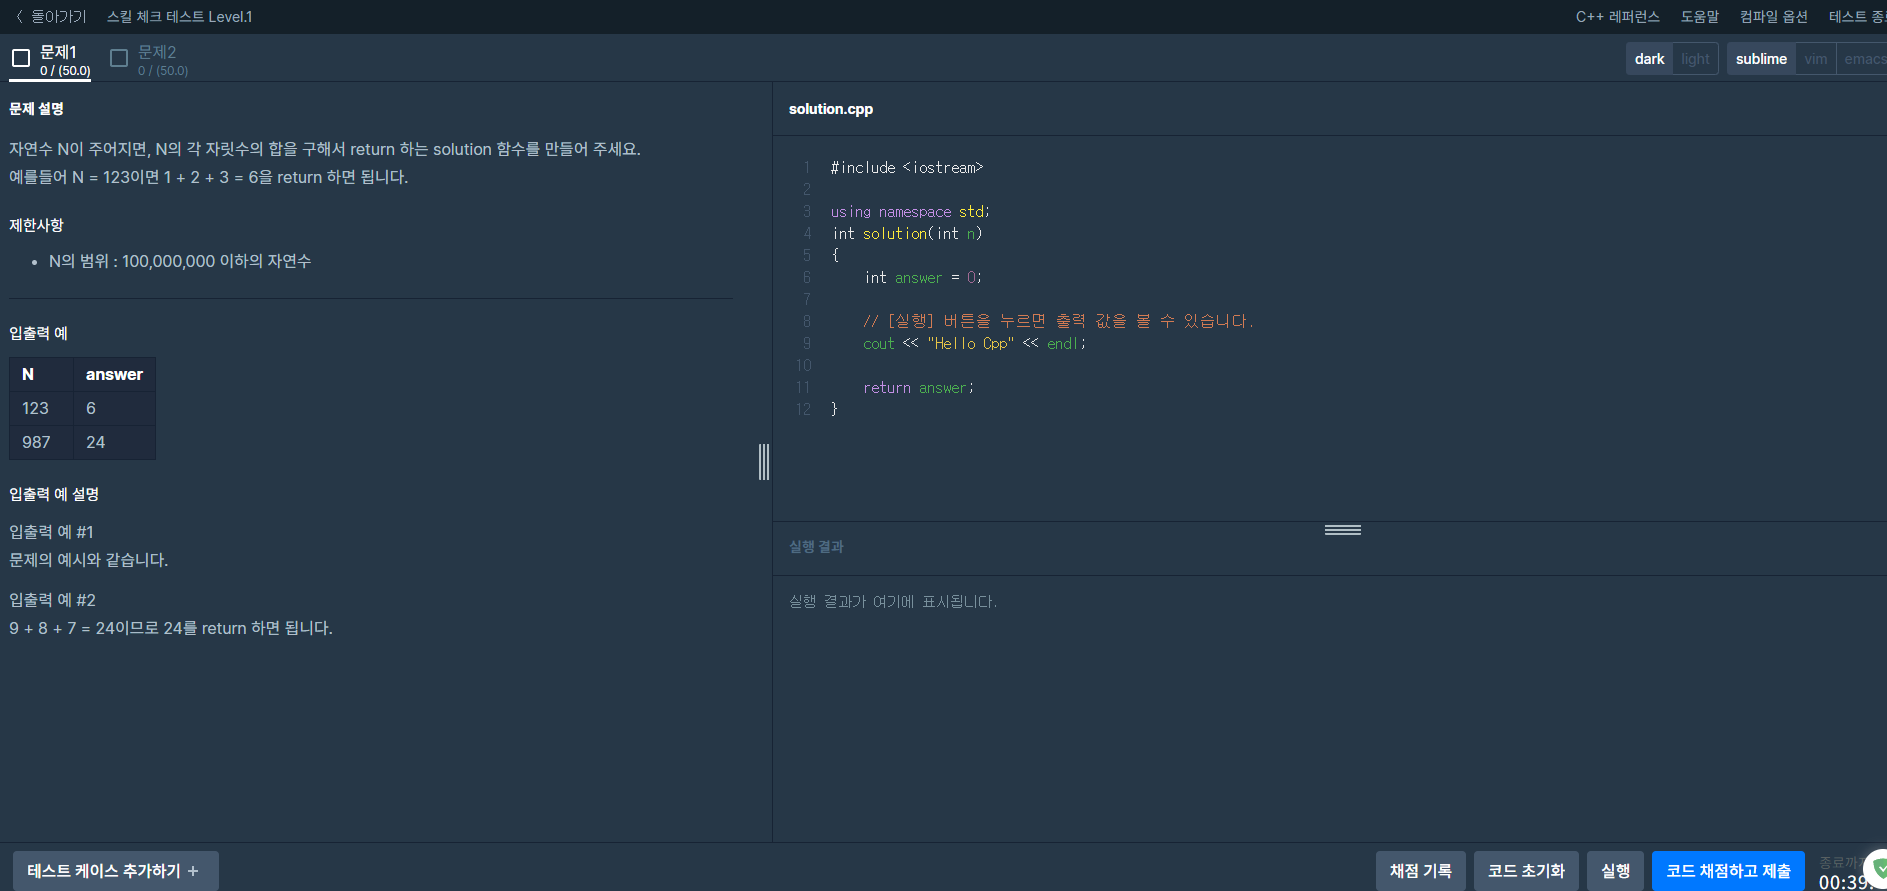 돌아가기 스킬 체크 테스트 Level.1
C++ 레퍼런스 도움말 컴파일 옵션 테스트
문제1
0 / (50.0)
문제2
0 / (50.0)
dark light sublime vim emacs
문제 설명
자연수 N이 주어지면, N의 각 자릿수의 합을 구해서 return 하는 solution 함수를 만들어 주세요.
예를들어 N = 123이면 1 + 2 + 3 = 6을 return 하면 됩니다.
제한사항
• N의 범위 : 100,000,000 이하의 자연수
입출력 예
N answer
123 6
987 24
입출력 예 설명
입출력 예 #1
문제의 예시와 같습니다.
입출력 예 #2
9 + 8 + 7 = 24이므로 24를 return 하면 됩니다.
solution.cpp
1 #include <iostream>
2
3 using namespace std;
4 int solution(int n)
5 {
6 int answer = 0;
7
8 // [실행] 버튼을 누르면 출력 값을 볼 수 있습니다.
9 cout << "Hello Cpp" << endl;
10
11 return answer;
12 }
실행 결과
실행 결과가 여기에 표시됩니다.
테스트 케이스 추가하기 +
채점 기록 코드 초기화 실행 코드 채점하고 제출
00:39